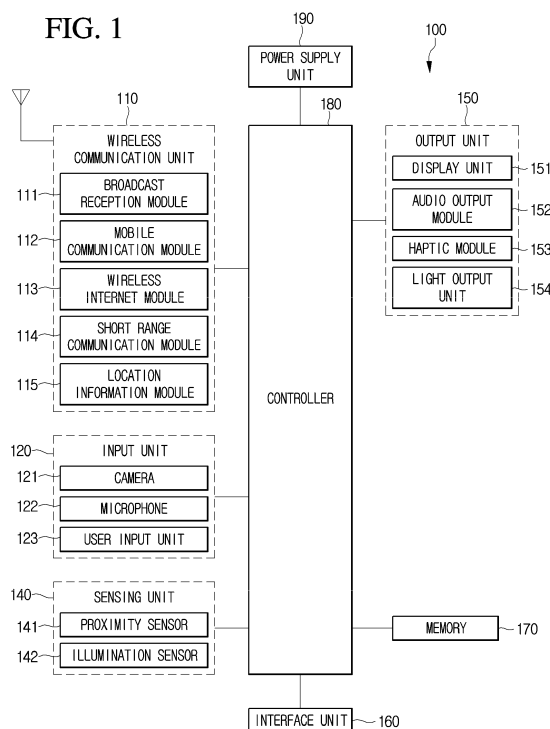 FIG. 1
190
100
POWER SUPPLY
UNIT
110
180
150
WIRELESS
COMMUNICATION UNIT
111
BROADCAST
RECEPTION MODULE
112
MOBILE
COMMUNICATION MODULE
113
WIRELESS
INTERNET MODULE
114
SHORT RANGE
COMMUNICATION MODULE
115
LOCATION
INFORMATION MODULE
OUTPUT UNIT
DISPLAY UNIT
151
AUDIO OUTPUT
MODULE
152
HAPTIC MODULE
153
LIGHT OUTPUT
UNIT
154
CONTROLLER
120
INPUT UNIT
121
CAMERA
122
MICROPHONE
123
USER INPUT UNIT
140
SENSING UNIT
141
PROXIMITY SENSOR
142
ILLUMINATION SENSOR
MEMORY
170
INTERFACE UNIT
160